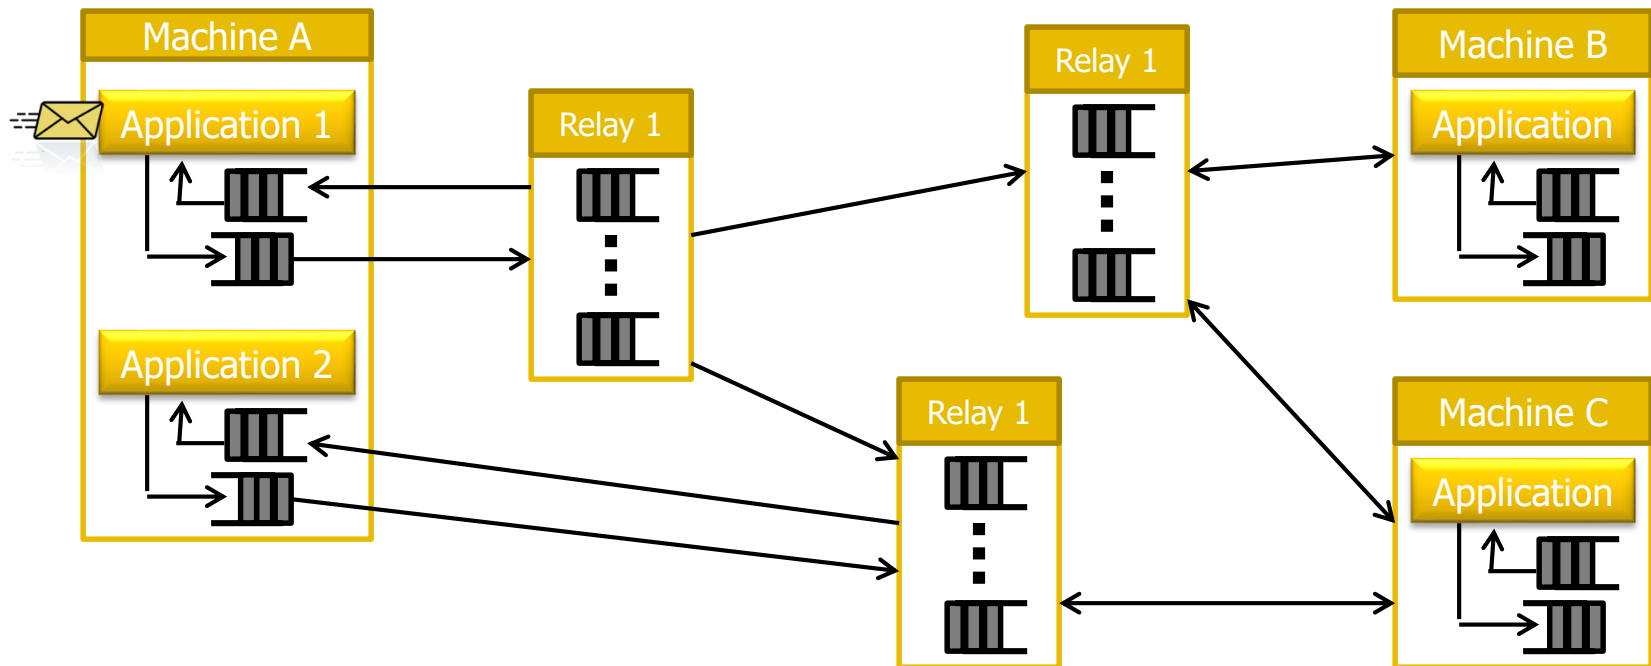 Machine A
Application 1
Application 2
Relay 1
Relay 1
Relay 1
Machine B
Application
Machine C
Application